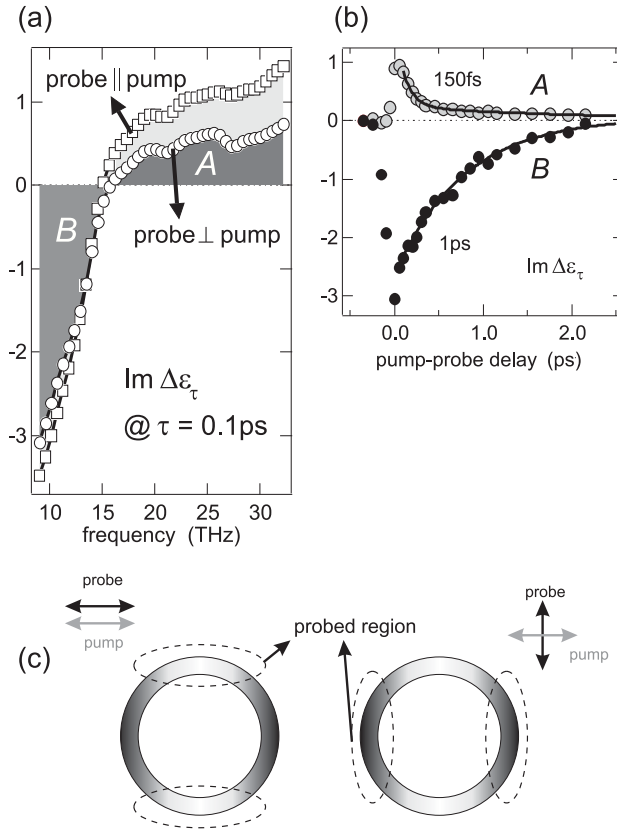 (a)
1
0
-1
-2
-3
probe || pump
A
B
probe ⊥ pump
Im Δε_τ
@ τ = 0.1ps
10 15 20 25 30
frequency (THz)
(b)
1
0
-1
-2
-3
150fs
A
B
1ps
Im Δε_τ
0.0 1.0 2.0
pump-probe delay (ps)
(c)
probe
pump
probed region
probe
pump